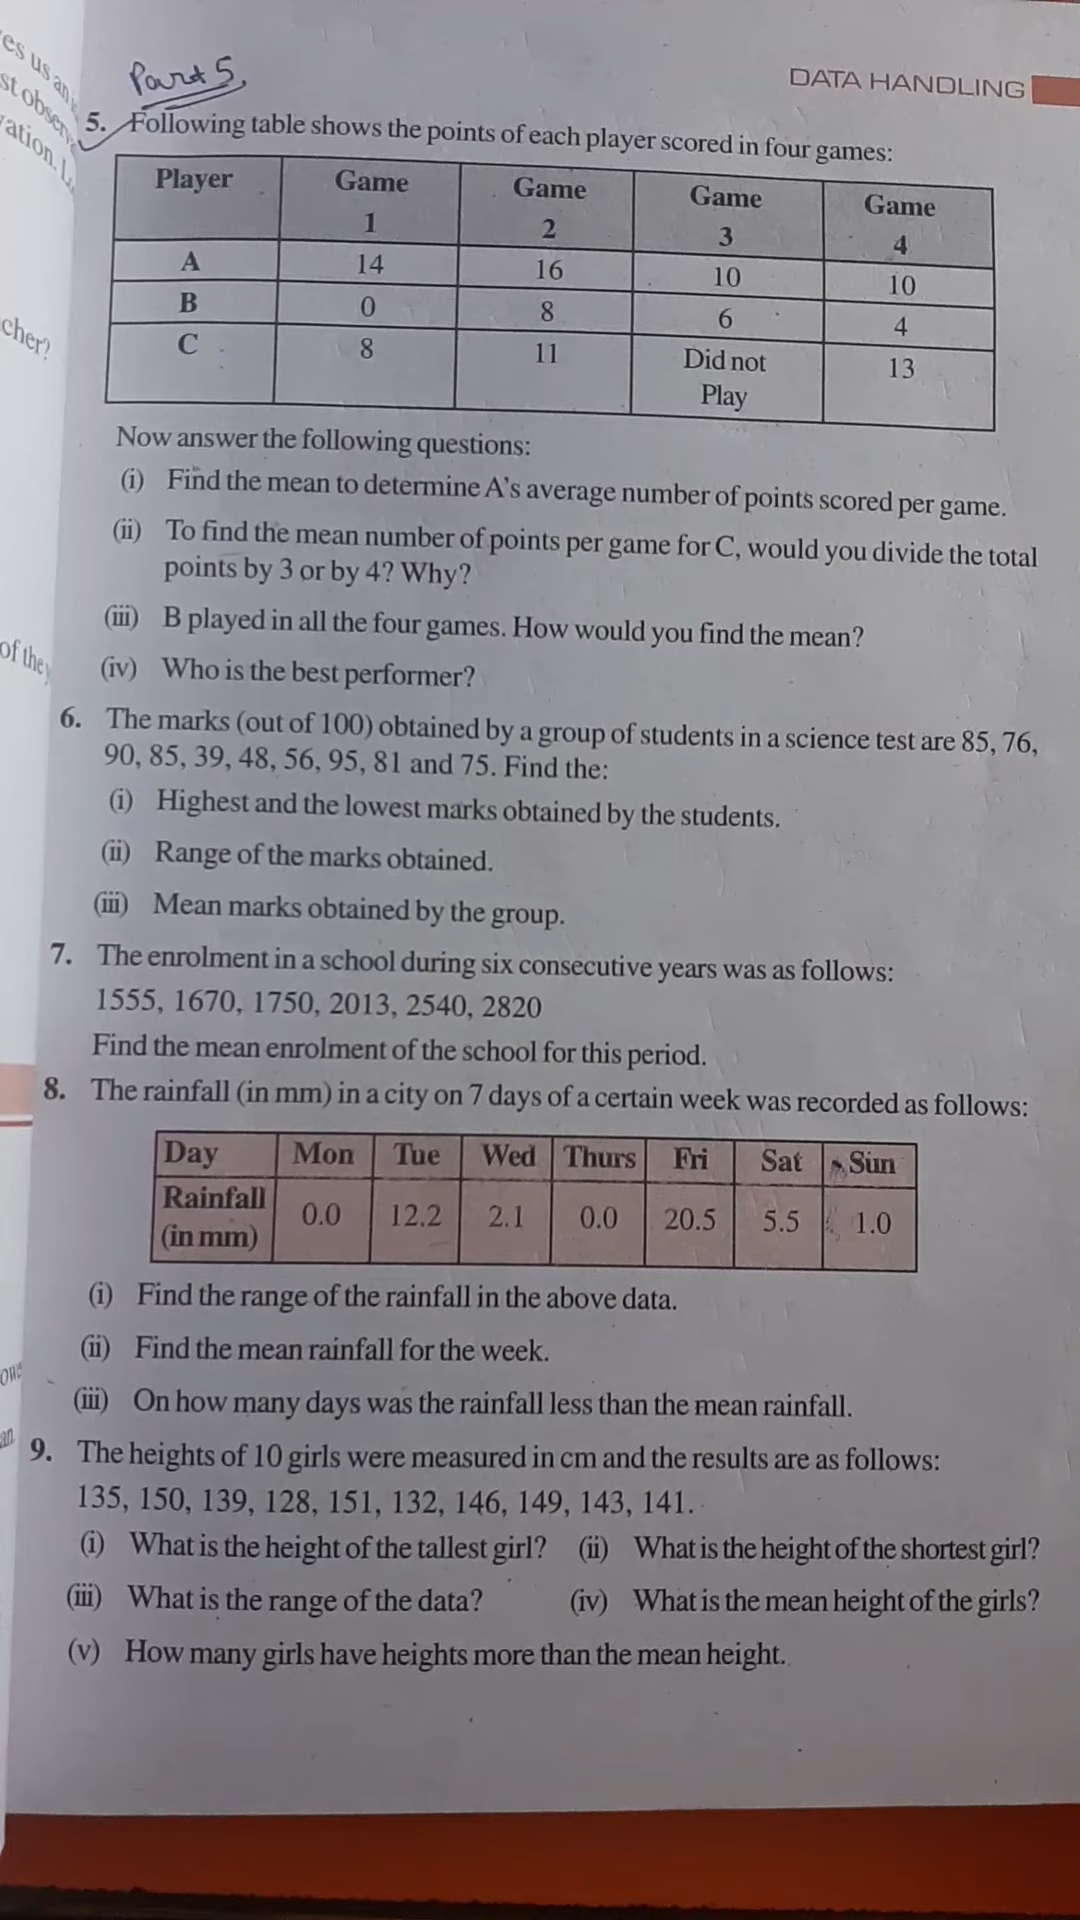 es us an
st observ
vation. L
cher?
of the
Part 5
DATA HANDLING
5. Following table shows the points of each player scored in four games:
Player Game 1 Game 2 Game 3 Game 4
A 14 16 10 10
B 0 8 6 4
C 8 11 Did not Play 13
Now answer the following questions:
(i) Find the mean to determine A's average number of points scored per game.
(ii) To find the mean number of points per game for C, would you divide the total
points by 3 or by 4? Why?
(iii) B played in all the four games. How would you find the mean?
(iv) Who is the best performer?
6. The marks (out of 100) obtained by a group of students in a science test are 85, 76,
90, 85, 39, 48, 56, 95, 81 and 75. Find the:
(i) Highest and the lowest marks obtained by the students.
(ii) Range of the marks obtained.
(iii) Mean marks obtained by the group.
7. The enrolment in a school during six consecutive years was as follows:
1555, 1670, 1750, 2013, 2540, 2820
Find the mean enrolment of the school for this period.
8. The rainfall (in mm) in a city on 7 days of a certain week was recorded as follows:
Day Mon Tue Wed Thurs Fri Sat Sun
Rainfall (in mm) 0.0 12.2 2.1 0.0 20.5 5.5 1.0
(i) Find the range of the rainfall in the above data.
(ii) Find the mean rainfall for the week.
(iii) On how many days was the rainfall less than the mean rainfall.
9. The heights of 10 girls were measured in cm and the results are as follows:
135, 150, 139, 128, 151, 132, 146, 149, 143, 141.
(i) What is the height of the tallest girl? (ii) What is the height of the shortest girl?
(iii) What is the range of the data? (iv) What is the mean height of the girls?
(v) How many girls have heights more than the mean height.